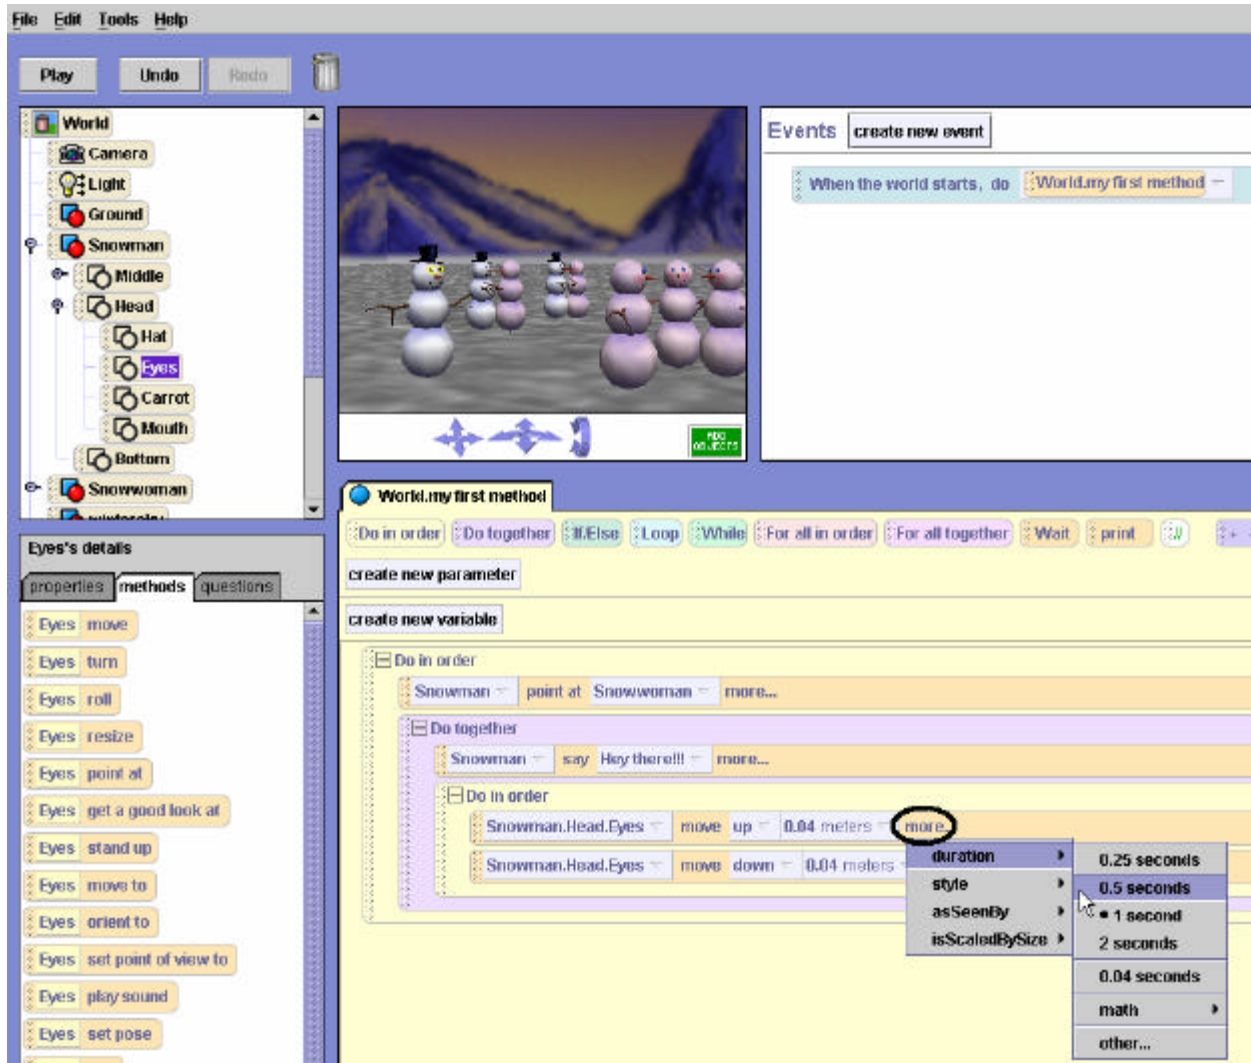 File Edit Tools Help
Play Undo Redo
World
Camera
Light
Ground
Snowman
Middle
Head
Hat
Eyes
Carrot
Mouth
Bottom
Snowwoman
ADD OBJECTS
Events create new event
When the world starts, do World.my first method
Eyes's details
properties methods questions
Eyes move
Eyes turn
Eyes roll
Eyes resize
Eyes point at
Eyes get a good look at
Eyes stand up
Eyes move to
Eyes orient to
Eyes set point of view to
Eyes play sound
Eyes set pose
World.my first method
Do in order Do together If/Else Loop While For all in order For all together Wait print //
create new parameter
create new variable
Do in order
Snowman point at Snowwoman more...
Do together
Snowman say Hey there!!! more...
Do in order
Snowman.Head.Eyes move up 0.04 meters more..
Snowman.Head.Eyes move down 0.04 meters
duration
style
asSeenBy
isScaledBySize
0.25 seconds
0.5 seconds
1 second
2 seconds
0.04 seconds
math
other...